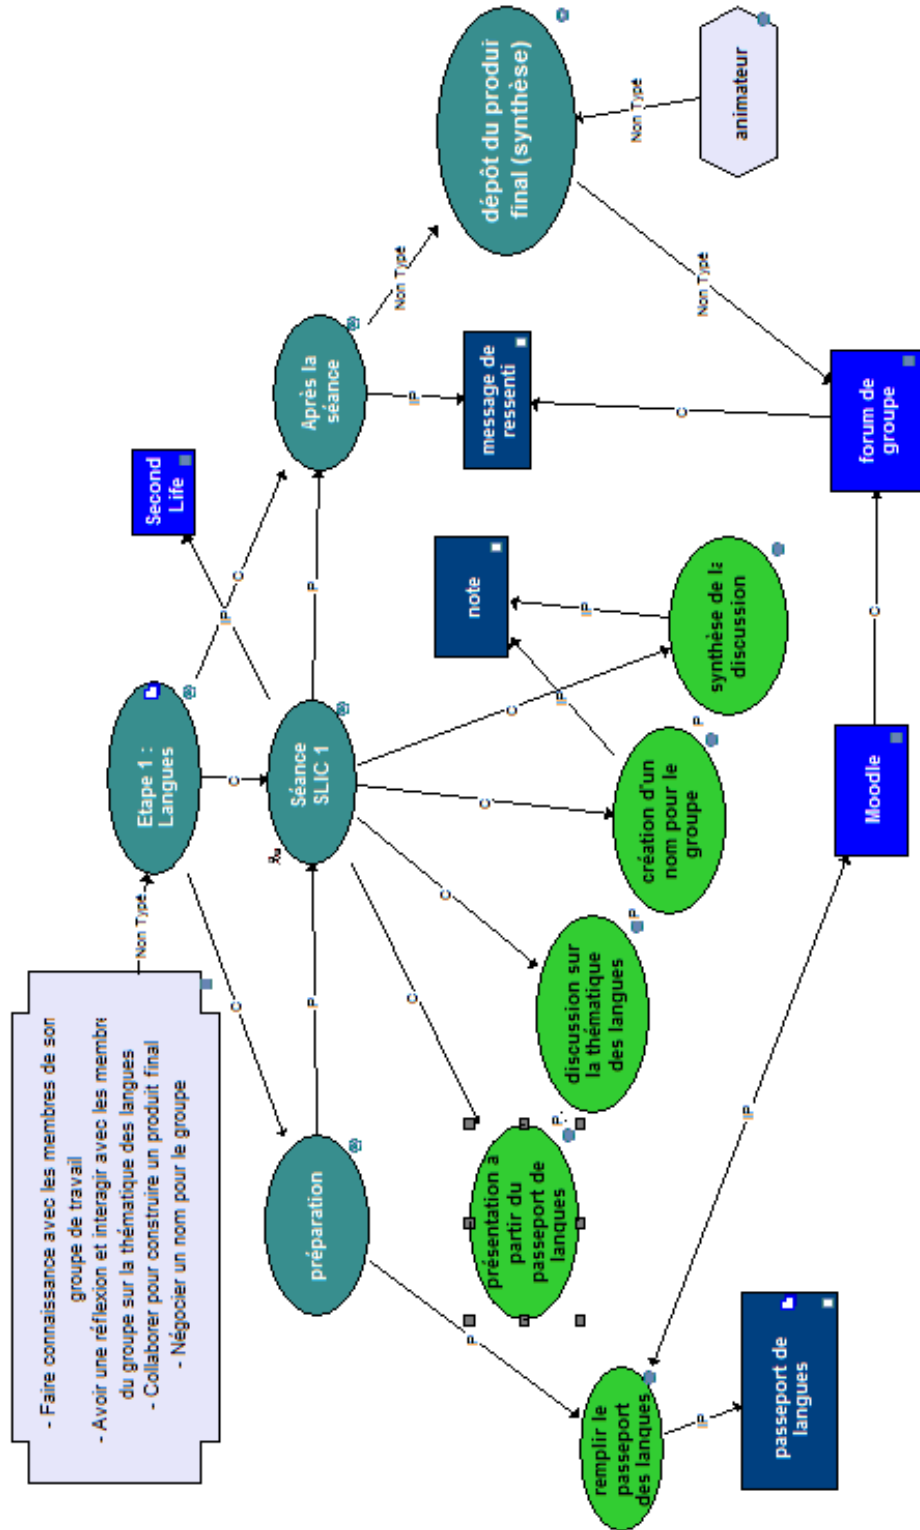 - Faire connaissance avec les membres de son
groupe de travail
- Avoir une réflexion et interagir avec les membre
du groupe sur la thématique des langues
- Collaborer pour construire un produit final
- Négocier un nom pour le groupe
Non Typé
Etape 1 :
Langues
C
C
C
IP
Second
Life
préparation
P
Séance
SLIC 1
P
Après la
séance
Non Typé
dépôt du produi
final (synthèse)
Non Typé
animateur
Non Typé
IP
message de
ressenti
C
forum de
groupe
C
Moodle
IP
P
remplir le
passeport
des langues
IP
passeport de
langues
C
présentation à
partir du
passeport de
langues
P
C
discussion sur
la thématique
des langues
P
C
création d'un
nom pour le
groupe
P
C
synthèse de la
discussion
IP
IP
note